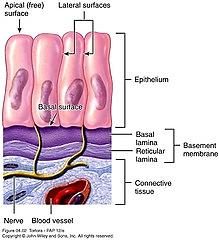 Apical (free)
surface
Lateral surfaces
Epithelium
Basal surface
Basal
lamina
Reticular
lamina
Basement
membrane
Connective
tissue
Nerve
Blood vessel
Figure 04.02 Tortora - PAP 12/e
Copyright © John Wiley and Sons, Inc. All rights reserved.